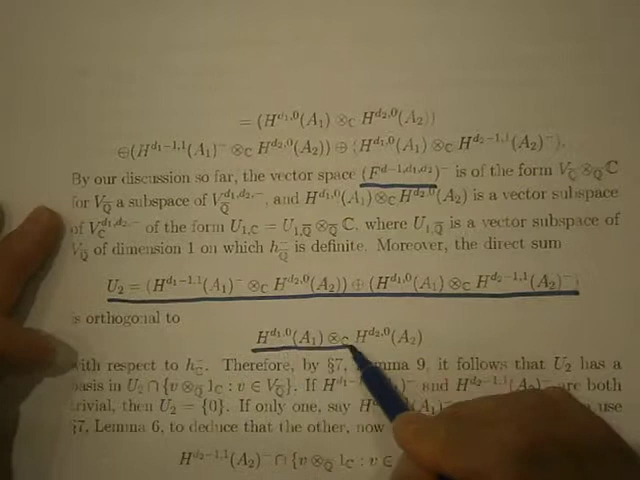 = (H^{d_1,0}(A_1) ⊗_ℂ H^{d_2,0}(A_2))
⊕(H^{d_1−1,1}(A_1)^− ⊗_ℂ H^{d_2,0}(A_2)) ⊕ (H^{d_1,0}(A_1) ⊗_ℂ H^{d_2−1,1}(A_2)^−).
By our discussion so far, the vector space (F^{d−1,d_1,d_2})^− is of the form V_ℚ̅ ⊗_ℚ̅ ℂ
for V_ℚ̅ a subspace of V_ℚ̅^{d_1,d_2,−}, and H^{d_1,0}(A_1) ⊗_ℂ H^{d_2,0}(A_2) is a vector subspace
of V_ℂ^{d_1,d_2,−} of the form U_{1,ℂ} = U_{1,ℚ̅} ⊗_ℚ̅ ℂ, where U_{1,ℚ̅} is a vector subspace of
V_ℚ̅ of dimension 1 on which h_ℚ̅^− is definite. Moreover, the direct sum
U_2 = (H^{d_1−1,1}(A_1)^− ⊗_ℂ H^{d_2,0}(A_2)) ⊕ (H^{d_1,0}(A_1) ⊗_ℂ H^{d_2−1,1}(A_2)^−)
is orthogonal to
H^{d_1,0}(A_1) ⊗_ℂ H^{d_2,0}(A_2)
with respect to h_ℂ^−. Therefore, by §7, Lemma 9, it follows that U_2 has a
basis in U_2 ∩ {v ⊗_ℚ̅ 1_ℂ : v ∈ V_ℚ̅}. If H^{d_1 and H^{d_2−1,1}(A_2)^− are both
trivial, then U_2 = {0}. If only one, say use
§7, Lemma 6, to deduce that the other, now
H^{d_2−1,1}(A_2)^− ∩ {v ⊗_ℚ̅ 1_ℂ : v ∈